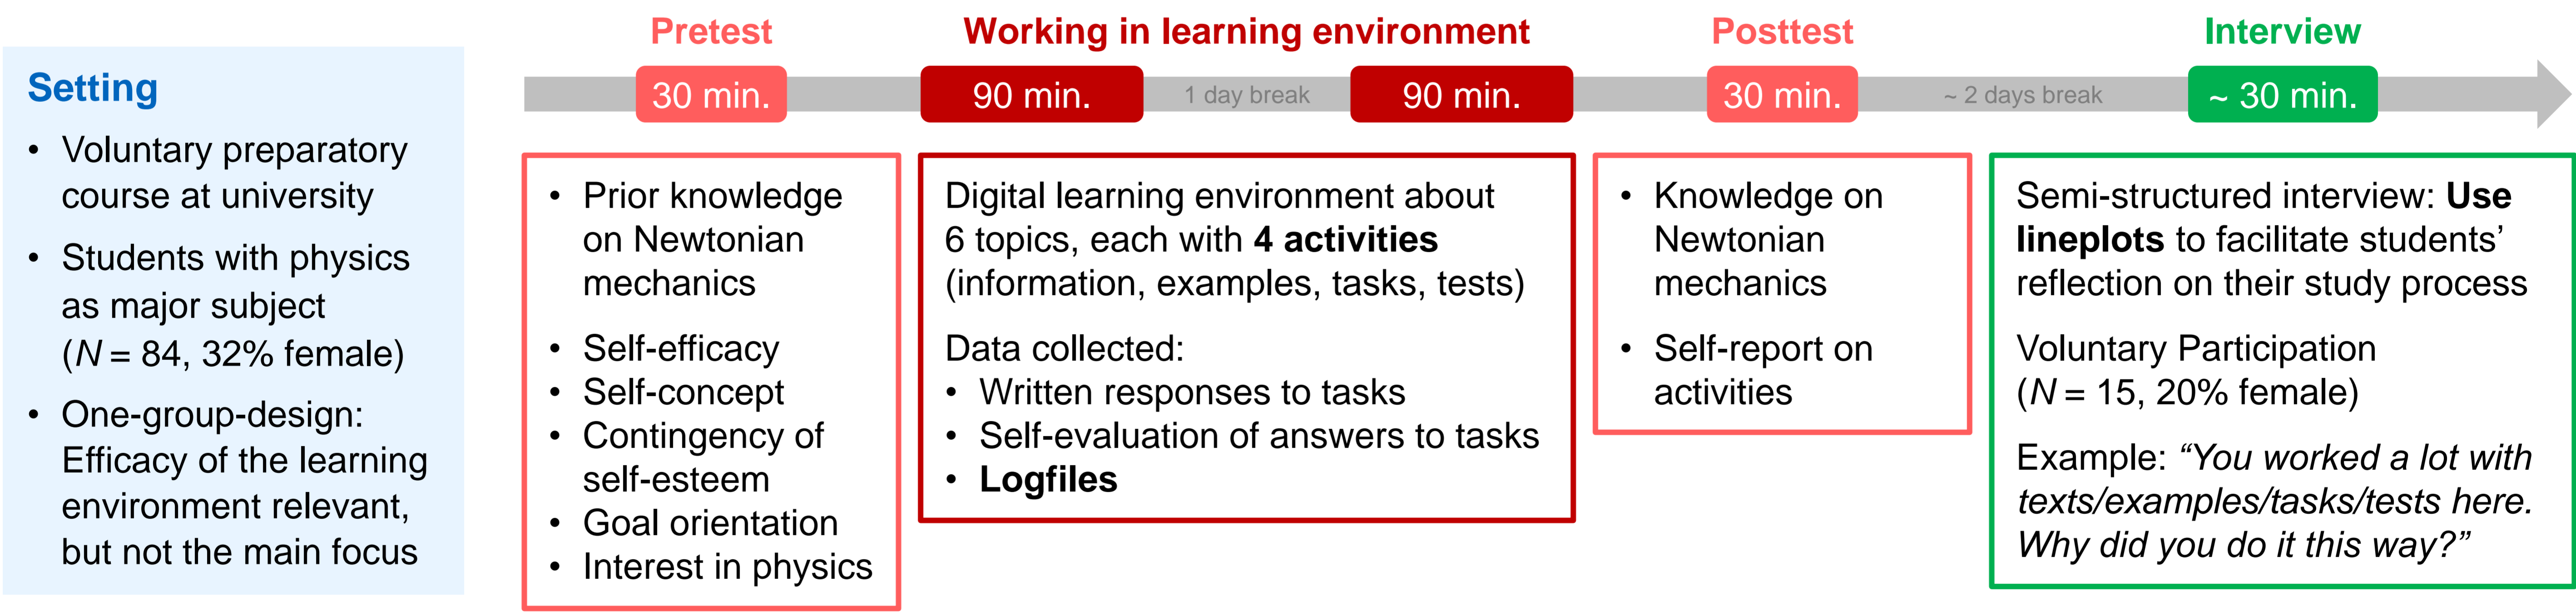 Setting
• Voluntary preparatory
course at university
• Students with physics
as major subject
(N = 84, 32% female)
• One-group-design:
Efficacy of the learning
environment relevant,
but not the main focus
Pretest
30 min.
• Prior knowledge
on Newtonian
mechanics
• Self-efficacy
• Self-concept
• Contingency of
self-esteem
• Goal orientation
• Interest in physics
Working in learning environment
90 min.
1 day break
90 min.
Digital learning environment about
6 topics, each with 4 activities
(information, examples, tasks, tests)
Data collected:
• Written responses to tasks
• Self-evaluation of answers to tasks
• Logfiles
Posttest
30 min.
• Knowledge on
Newtonian
mechanics
• Self-report on
activities
~ 2 days break
Interview
~ 30 min.
Semi-structured interview: Use
lineplots to facilitate students’
reflection on their study process
Voluntary Participation
(N = 15, 20% female)
Example: “You worked a lot with
texts/examples/tasks/tests here.
Why did you do it this way?”